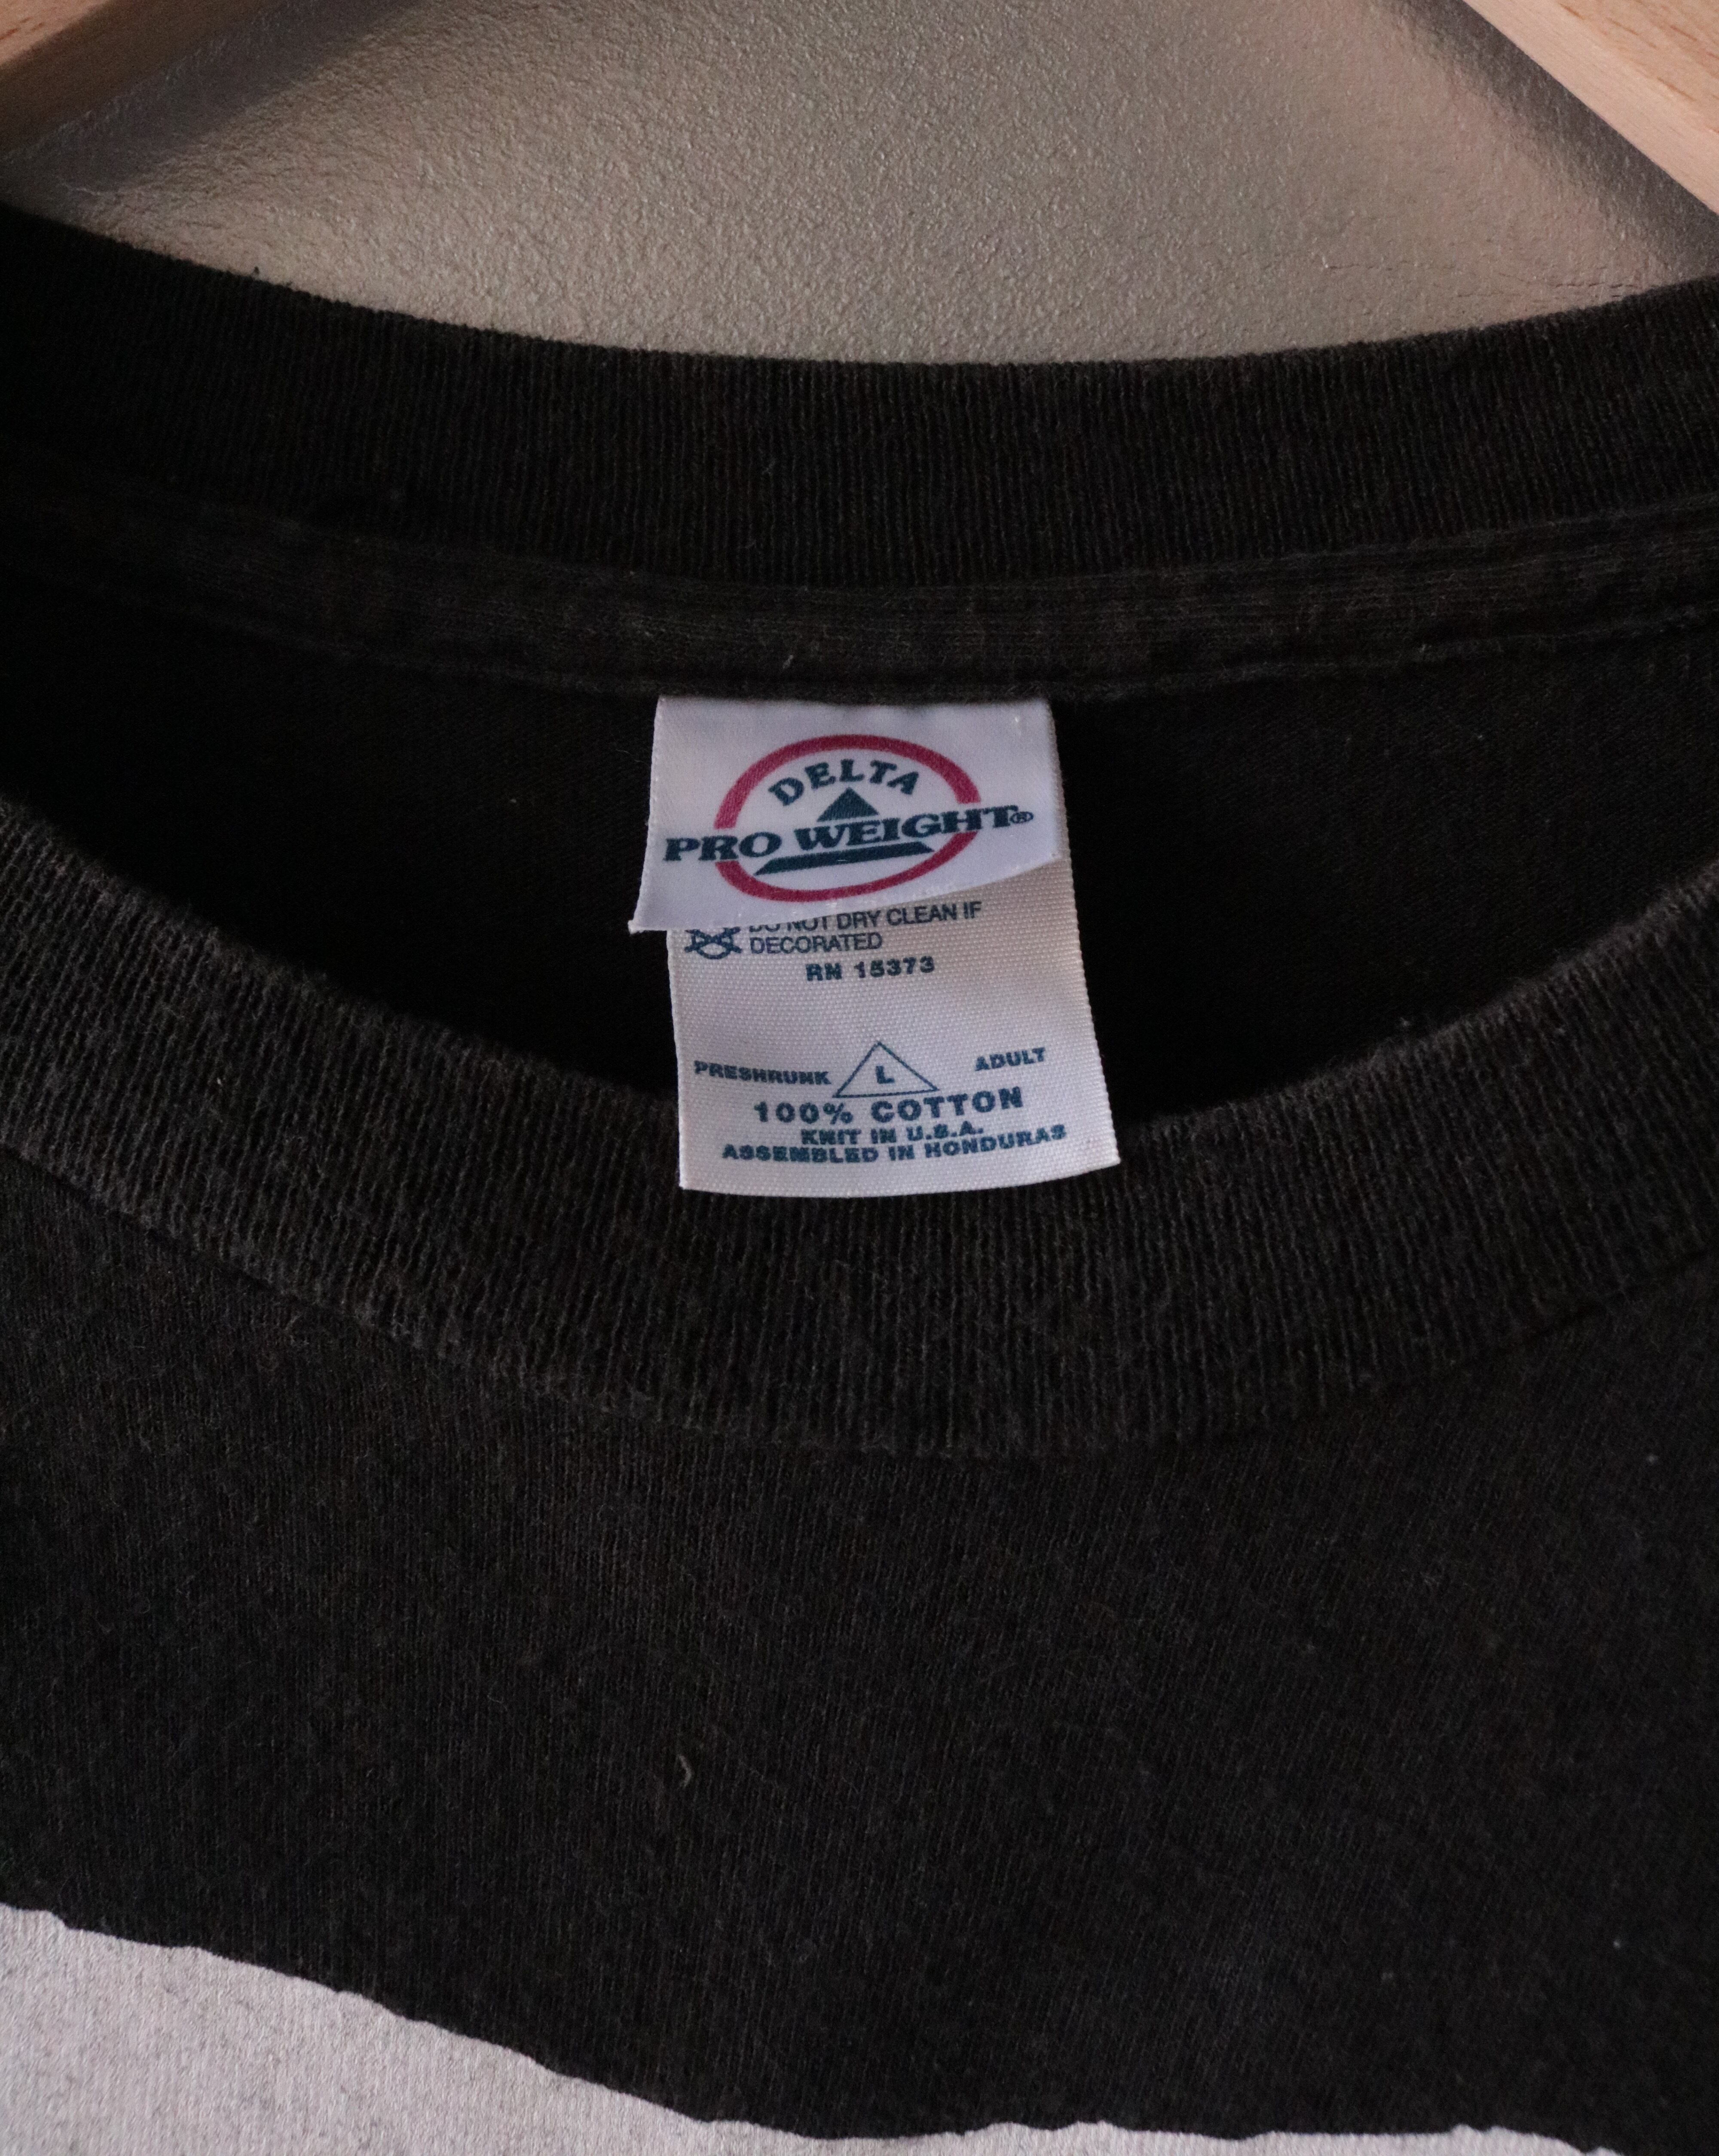 DELTA
PRO WEIGHT®
DO NOT DRY CLEAN IF
DECORATED
RN 15373
PRESHRUNK L ADULT
100% COTTON
KNIT IN U.S.A.
ASSEMBLED IN HONDURAS